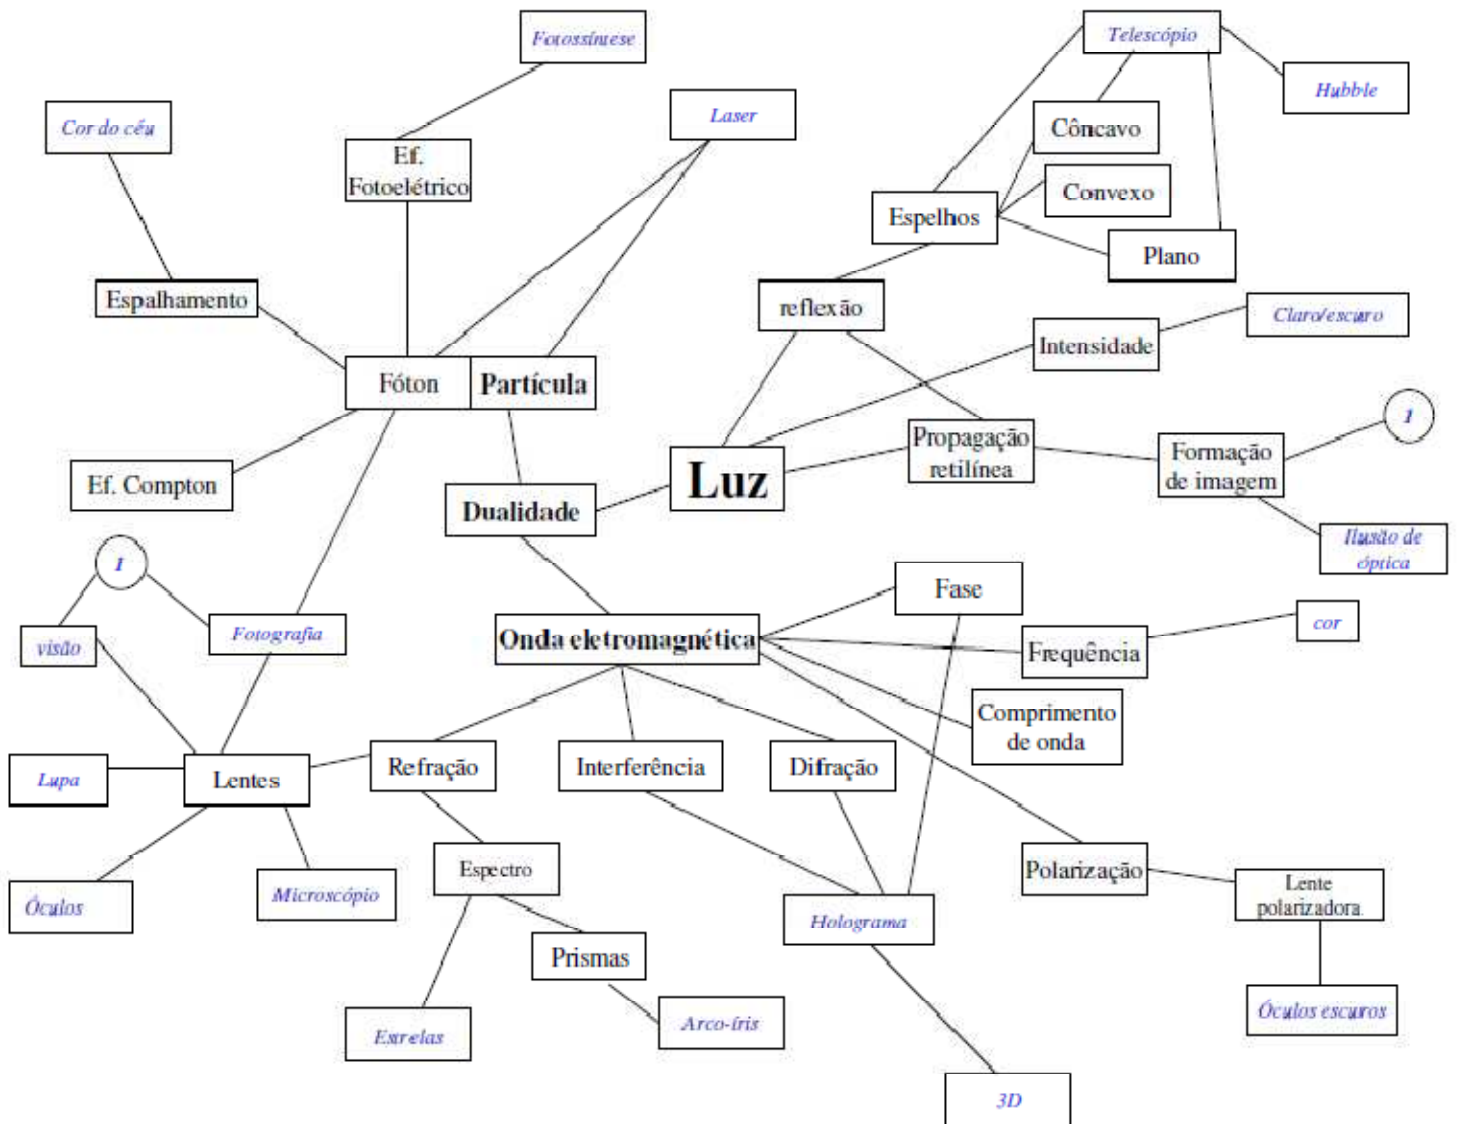 Fotossíntese
Telescópio
Hubble
Laser
Cor do céu
Côncavo
Ef.
Fotoelétrico
Convexo
Espelhos
Plano
Espalhamento
reflexão
Claro/escuro
Intensidade
Fóton
Partícula
1
Propagação
retilínea
Formação
de imagem
Luz
Ef. Compton
Dualidade
Ilusão de
óptica
1
Fase
cor
Fotografia
visão
Onda eletromagnética
Frequência
Comprimento
de onda
Refração
Interferência
Difração
Lupa
Lentes
Espectro
Polarização
Lente
polarizadora
Óculos
Microscópio
Holograma
Prismas
Óculos escuros
Estrelas
Arco-íris
3D